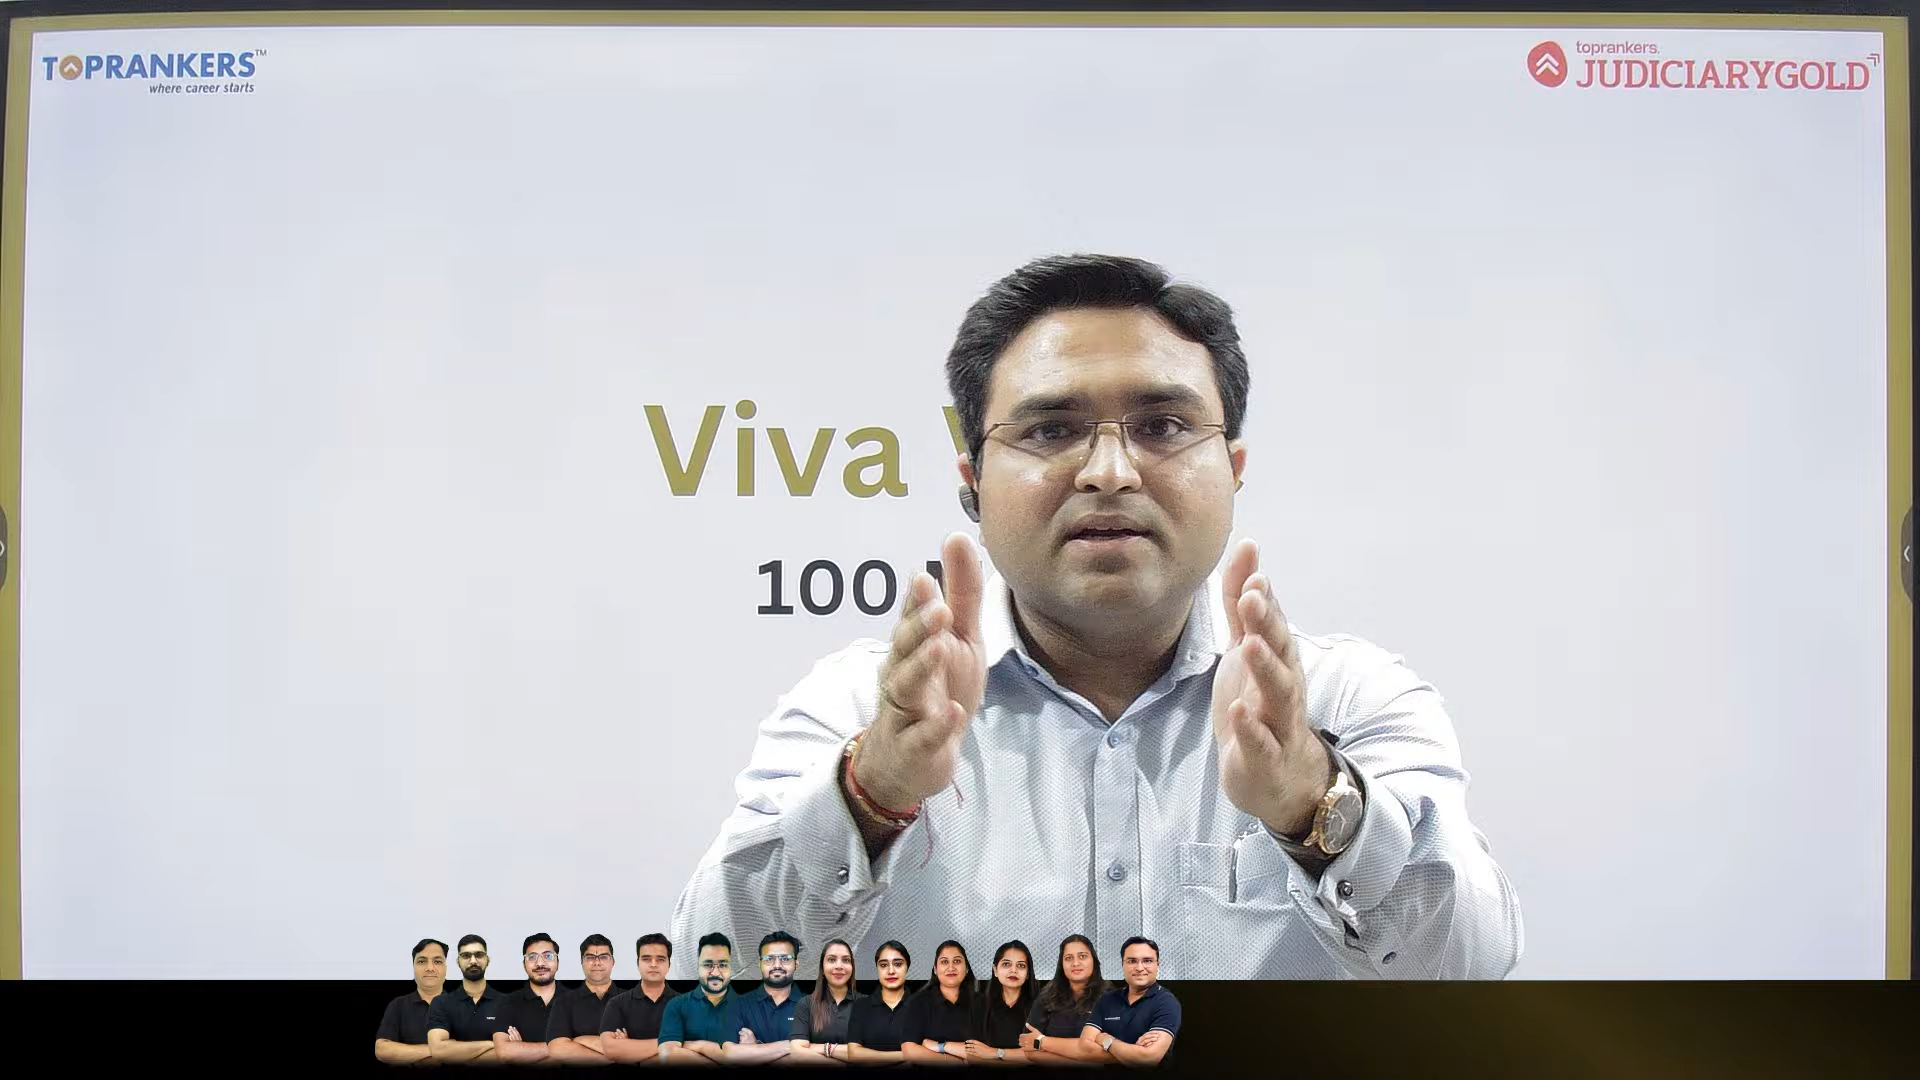 TOPRANKERS™
where career starts
toprankers.
JUDICIARYGOLD
Viva
100